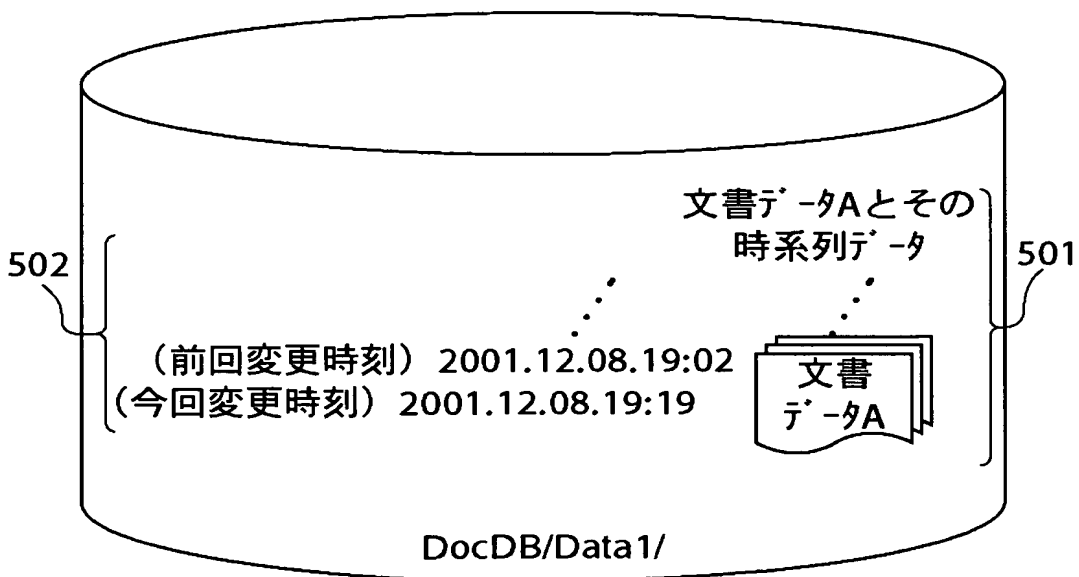 文書ﾃﾞｰﾀAとその
時系列ﾃﾞｰﾀ
502
501
(前回変更時刻) 2001.12.08.19:02
(今回変更時刻) 2001.12.08.19:19
文書
ﾃﾞｰﾀA
DocDB/Data1/